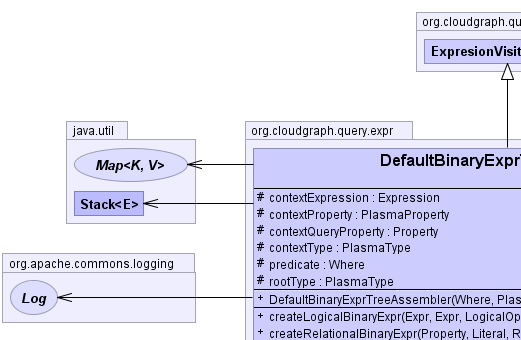 org.cloudgraph.qu
ExpresionVisit
java.util
Map<K, V>
Stack<E>
org.apache.commons.logging
Log
org.cloudgraph.query.expr
DefaultBinaryExpr
# contextExpression : Expression
# contextProperty : PlasmaProperty
# contextQueryProperty : Property
# contextType : PlasmaType
# predicate : Where
# rootType : PlasmaType
+ DefaultBinaryExprTreeAssembler(Where, Plas
+ createLogicalBinaryExpr(Expr, Expr, LogicalOp
+ createRelationalBinaryExpr(Property, Literal, R